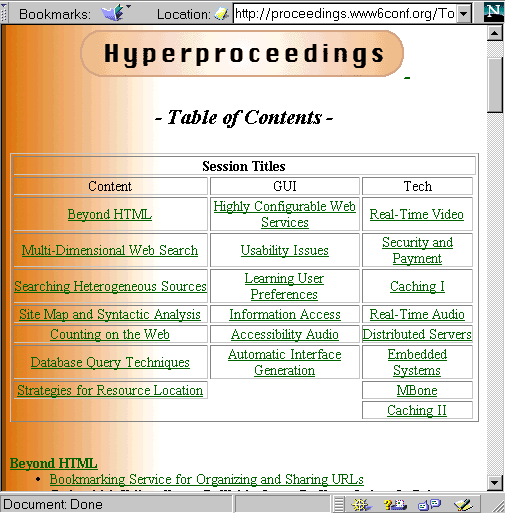 Bookmarks: Location: http://proceedings.www6conf.org/To
N
Hyperproceedings
- Table of Contents -
Session Titles
Content GUI Tech
Beyond HTML Highly Configurable Web Services Real-Time Video
Multi-Dimensional Web Search Usability Issues Security and Payment
Searching Heterogeneous Sources Learning User Preferences Caching I
Site Map and Syntactic Analysis Information Access Real-Time Audio
Counting on the Web Accessibility Audio Distributed Servers
Database Query Techniques Automatic Interface Generation Embedded Systems
Strategies for Resource Location MBone
Caching II
Beyond HTML
• Bookmarking Service for Organizing and Sharing URLs
Document: Done